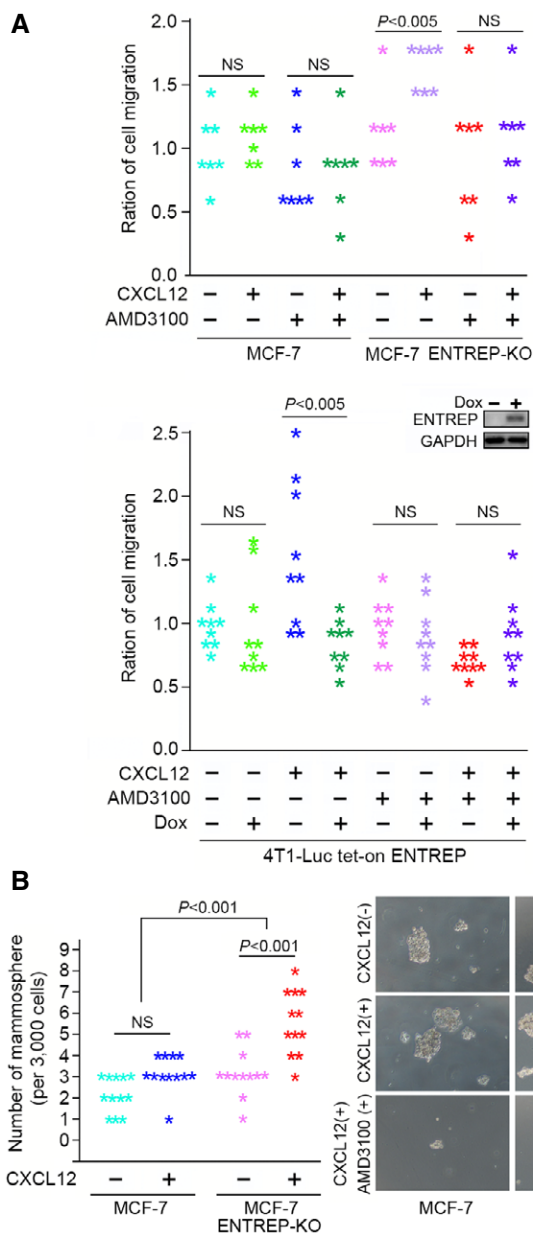 A
Ration of cell migration
2.0
1.5
1.0
0.5
0.0
NS
NS
P<0.005
NS
CXCL12 − + − + − + − +
AMD3100 − − + + − − + +
MCF-7
MCF-7 ENTREP-KO
Dox − +
ENTREP
GAPDH
Ration of cell migration
2.5
2.0
1.5
1.0
0.5
0.0
NS
P<0.005
NS
NS
CXCL12 − − + + − − + +
AMD3100 − − − − + + + +
Dox − + − + − + − +
4T1-Luc tet-on ENTREP
B
Number of mammosphere
(per 3,000 cells)
9
8
7
6
5
4
3
2
1
0
P<0.001
P<0.001
NS
CXCL12 − + − +
MCF-7
MCF-7
ENTREP-KO
CXCL12(-)
CXCL12(+)
CXCL12(+)
AMD3100 (+)
MCF-7